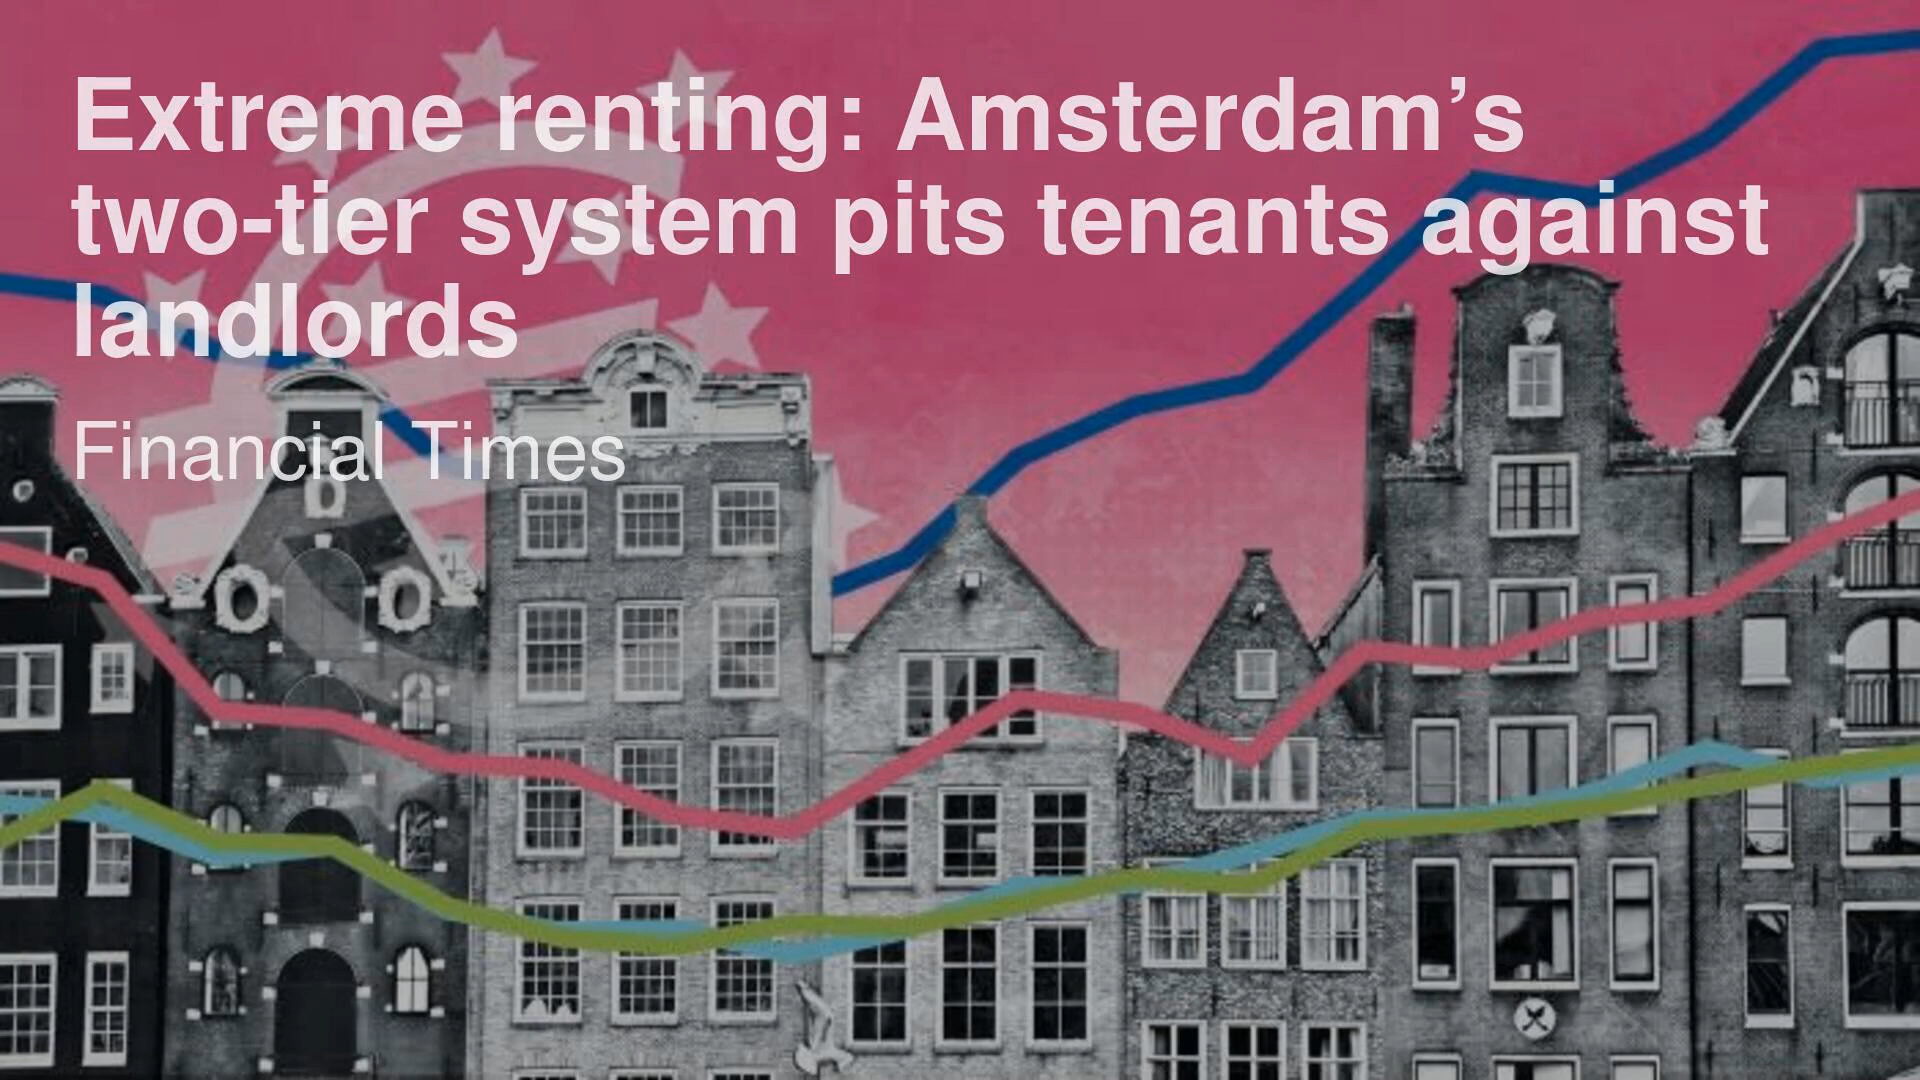 Extreme renting: Amsterdam’s
two-tier system pits tenants against
landlords
Financial Times